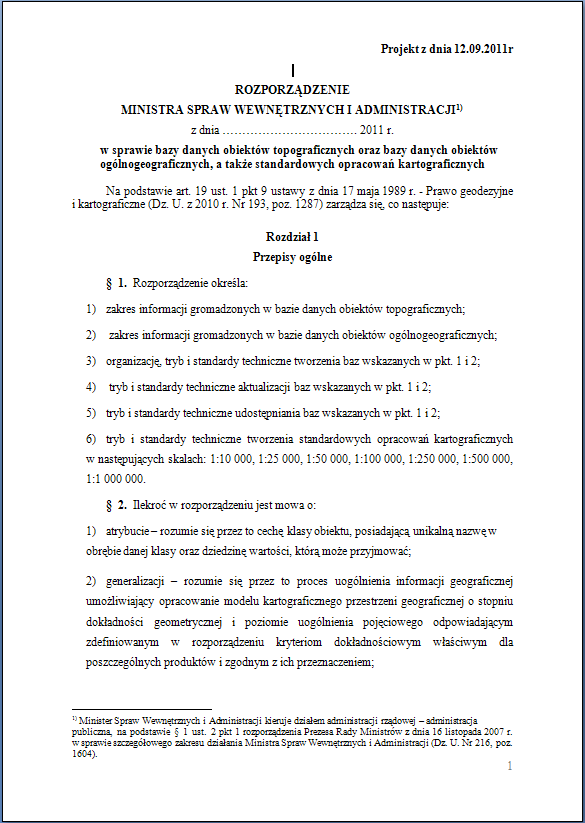 Projekt z dnia 12.09.2011r
ROZPORZĄDZENIE
MINISTRA SPRAW WEWNĘTRZNYCH I ADMINISTRACJI1)
z dnia ………………………………. 2011 r.
w sprawie bazy danych obiektów topograficznych oraz bazy danych obiektów
ogólnogeograficznych, a także standardowych opracowań kartograficznych
Na podstawie art. 19 ust. 1 pkt 9 ustawy z dnia 17 maja 1989 r. - Prawo geodezyjne
i kartograficzne (Dz. U. z 2010 r. Nr 193, poz. 1287) zarządza się, co następuje:
Rozdział 1
Przepisy ogólne
§ 1. Rozporządzenie określa:
1) zakres informacji gromadzonych w bazie danych obiektów topograficznych;
2) zakres informacji gromadzonych w bazie danych obiektów ogólnogeograficznych;
3) organizację, tryb i standardy techniczne tworzenia baz wskazanych w pkt. 1 i 2;
4) tryb i standardy techniczne aktualizacji baz wskazanych w pkt. 1 i 2;
5) tryb i standardy techniczne udostępniania baz wskazanych w pkt. 1 i 2;
6) tryb i standardy techniczne tworzenia standardowych opracowań kartograficznych
w następujących skalach: 1:10 000, 1:25 000, 1:50 000, 1:100 000, 1:250 000, 1:500 000,
1:1 000 000.
§ 2. Ilekroć w rozporządzeniu jest mowa o:
1) atrybucie – rozumie się przez to cechę klasy obiektu, posiadającą unikalną nazwę w
obrębie danej klasy oraz dziedzinę wartości, którą może przyjmować;
2) generalizacji – rozumie się przez to proces uogólnienia informacji geograficznej
umożliwiający opracowanie modelu kartograficznego przestrzeni geograficznej o stopniu
dokładności geometrycznej i poziomie uogólnienia pojęciowego odpowiadającym
zdefiniowanym w rozporządzeniu kryteriom dokładnościowym właściwym dla
poszczególnych produktów i zgodnym z ich przeznaczeniem;
1) Minister Spraw Wewnętrznych i Administracji kieruje działem administracji rządowej – administracja
publiczna, na podstawie § 1 ust. 2 pkt 1 rozporządzenia Prezesa Rady Ministrów z dnia 16 listopada 2007 r.
w sprawie szczegółowego zakresu działania Ministra Spraw Wewnętrznych i Administracji (Dz. U. Nr 216, poz.
1604).
1